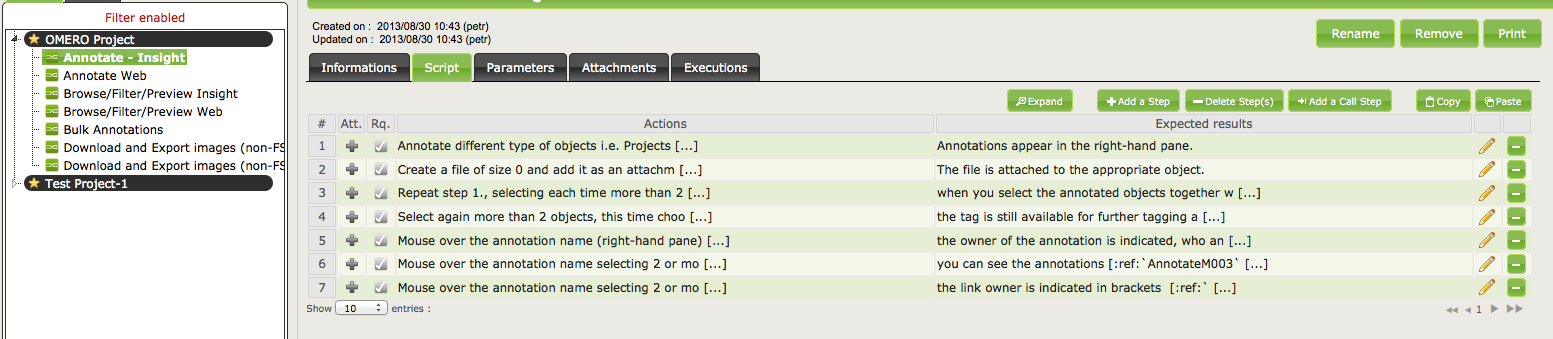 Filter enabled
OMERO Project
Annotate - Insight
Annotate Web
Browse/Filter/Preview Insight
Browse/Filter/Preview Web
Bulk Annotations
Download and Export images (non-FS
Download and Export images (non-FS
Test Project-1
Created on : 2013/08/30 10:43 (petr)
Updated on : 2013/08/30 10:43 (petr)
Rename Remove Print
Informations Script Parameters Attachments Executions
Expand Add a Step Delete Step(s) Add a Call Step Copy Paste
# Att. Rq. Actions Expected results
1 Annotate different type of objects i.e. Projects [...] Annotations appear in the right-hand pane.
2 Create a file of size 0 and add it as an attachm [...] The file is attached to the appropriate object.
3 Repeat step 1., selecting each time more than 2 [...] when you select the annotated objects together w [...]
4 Select again more than 2 objects, this time choo [...] the tag is still available for further tagging a [...]
5 Mouse over the annotation name (right-hand pane) [...] the owner of the annotation is indicated, who an [...]
6 Mouse over the annotation name selecting 2 or mo [...] you can see the annotations [:ref:`AnnotateM003` [...]
7 Mouse over the annotation name selecting 2 or mo [...] the link owner is indicated in brackets [:ref:` [...]
Show 10 entries : 1